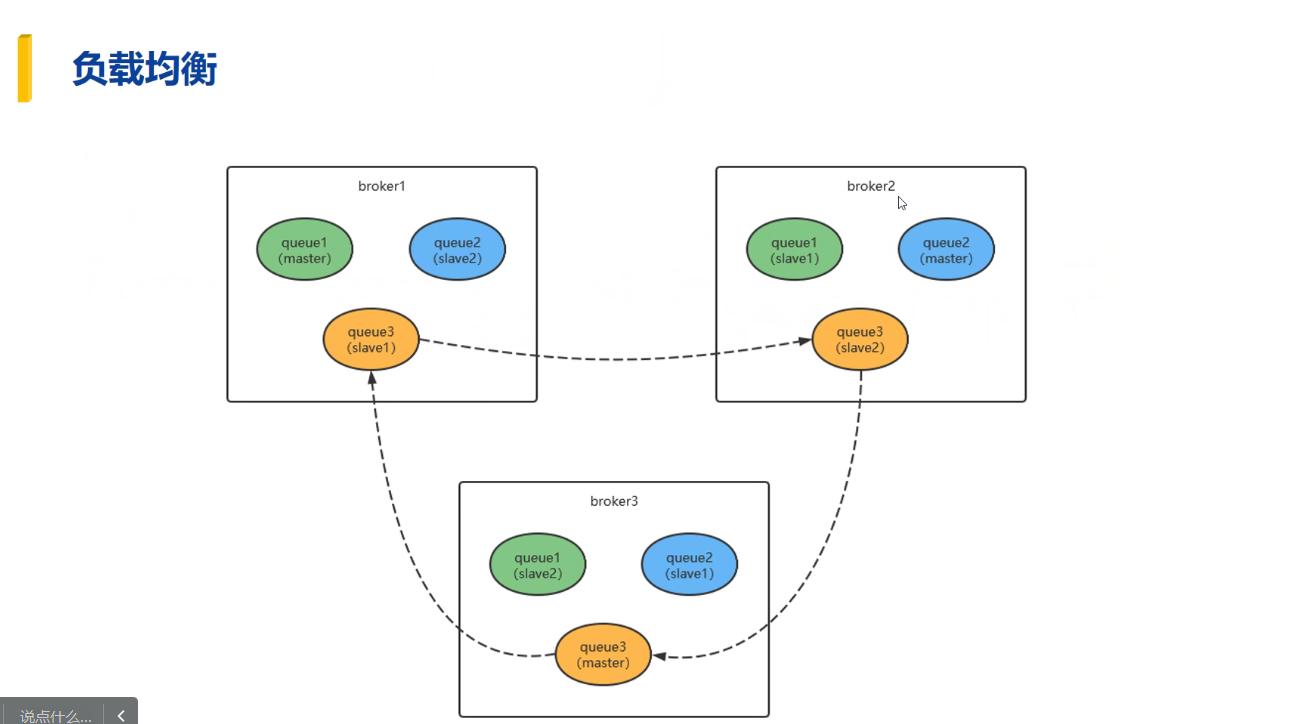 负载均衡
broker1
queue1
(master)
queue2
(slave2)
queue3
(slave1)
broker2
queue1
(slave1)
queue2
(master)
queue3
(slave2)
broker3
queue1
(slave2)
queue2
(slave1)
queue3
(master)
说点什么...